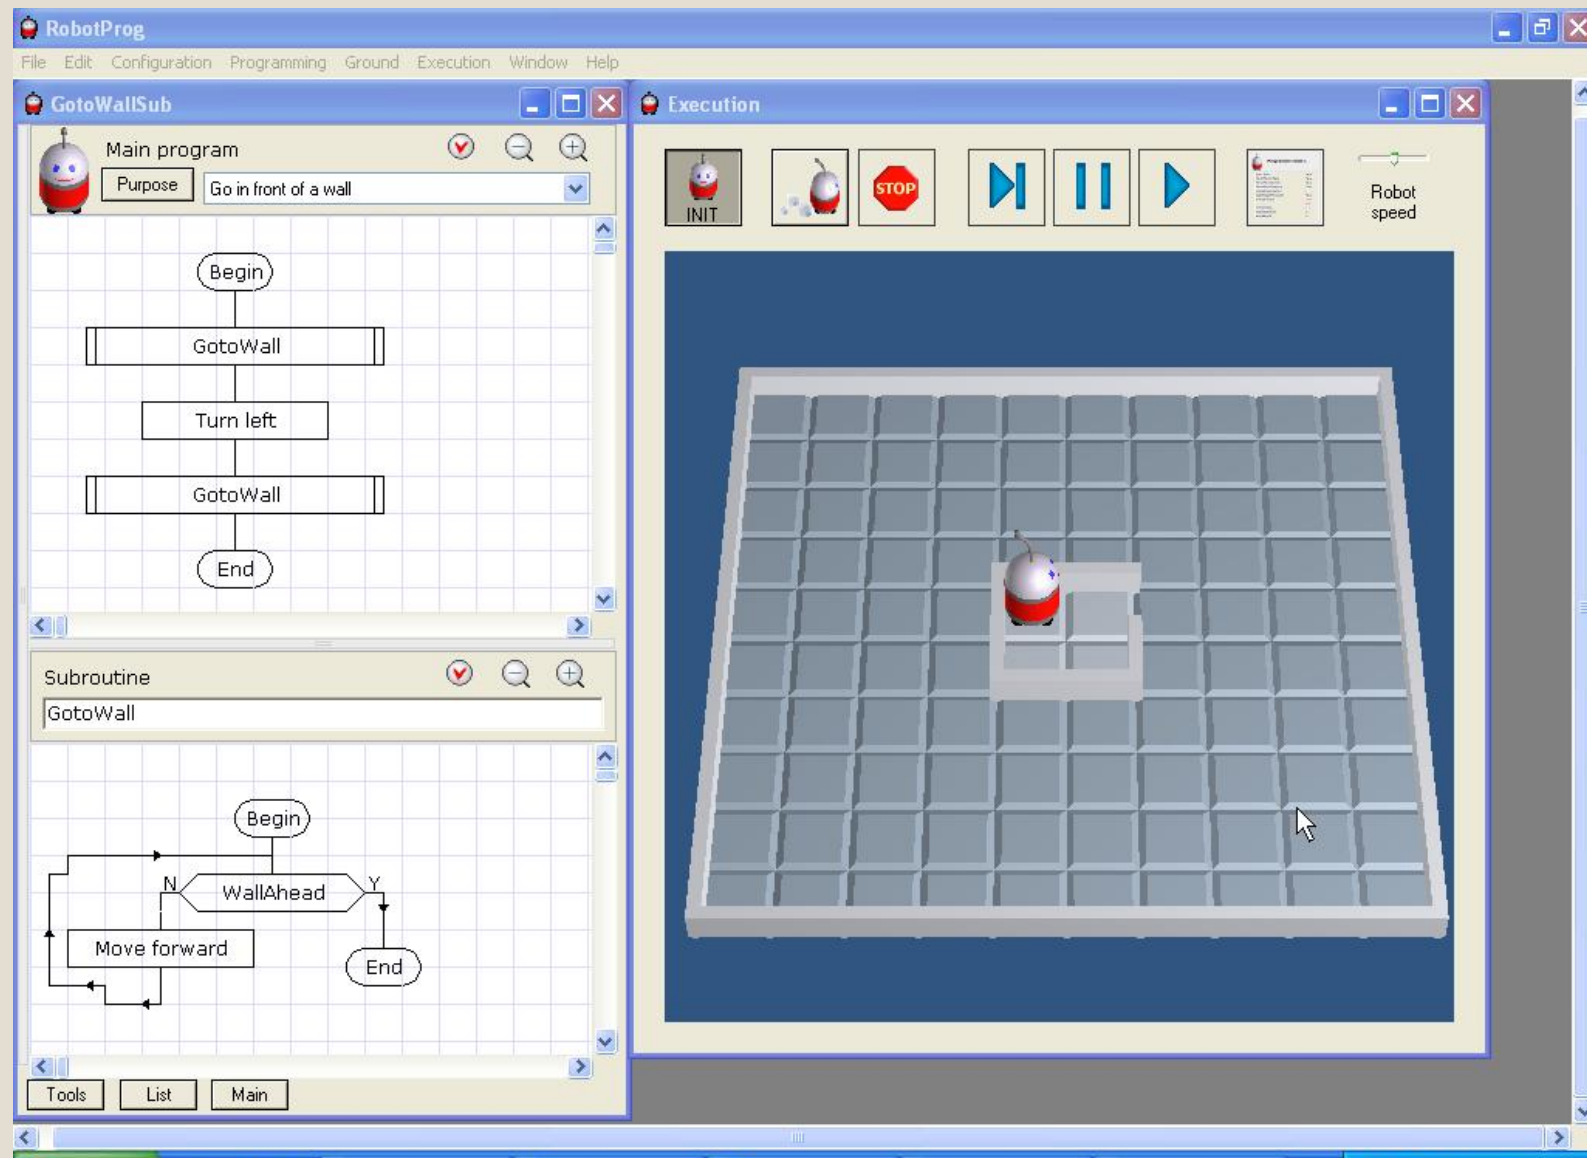 RobotProg
File Edit Configuration Programming Ground Execution Window Help
GotoWallSub
Main program
Purpose
Go in front of a wall
Begin
GotoWall
Turn left
GotoWall
End
Subroutine
GotoWall
Begin
N WallAhead Y
Move forward
End
Tools List Main
Execution
INIT
STOP
Robot
speed